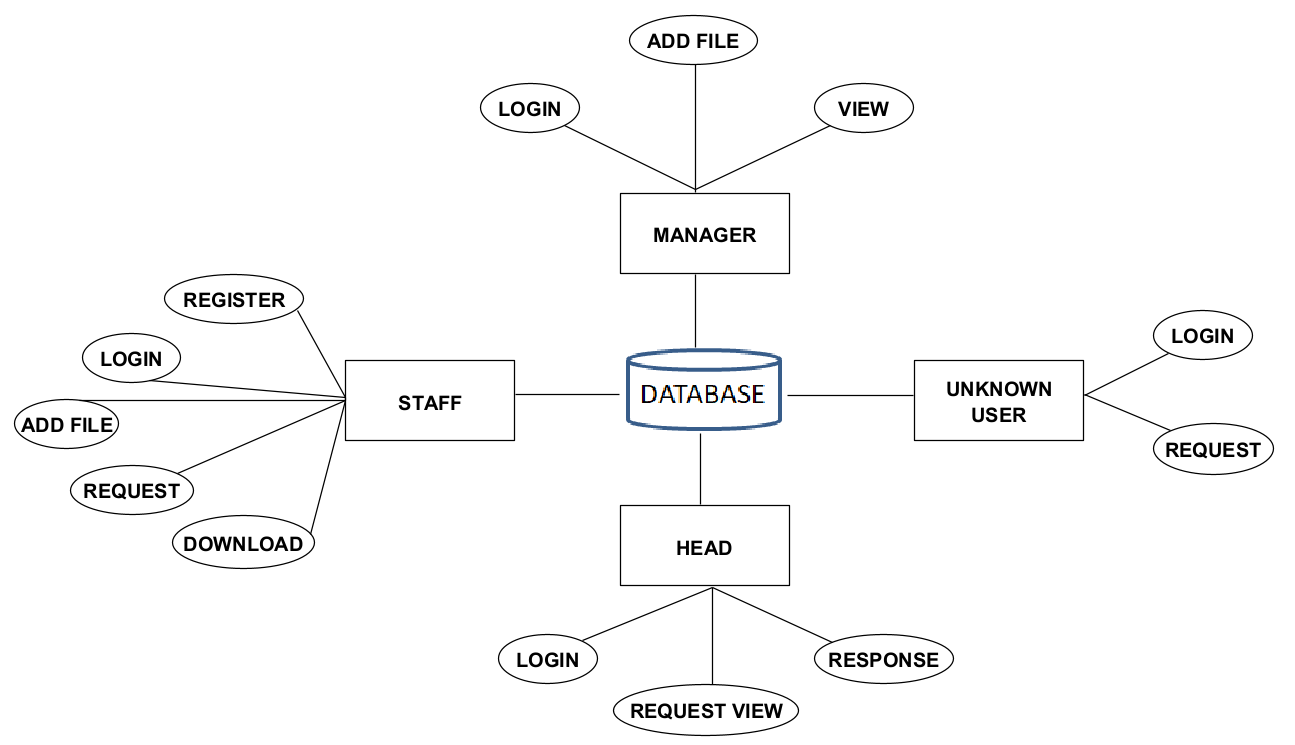 ADD FILE
LOGIN
VIEW
MANAGER
REGISTER
LOGIN
ADD FILE
REQUEST
DOWNLOAD
STAFF
DATABASE
UNKNOWN
USER
LOGIN
REQUEST
HEAD
LOGIN
REQUEST VIEW
RESPONSE